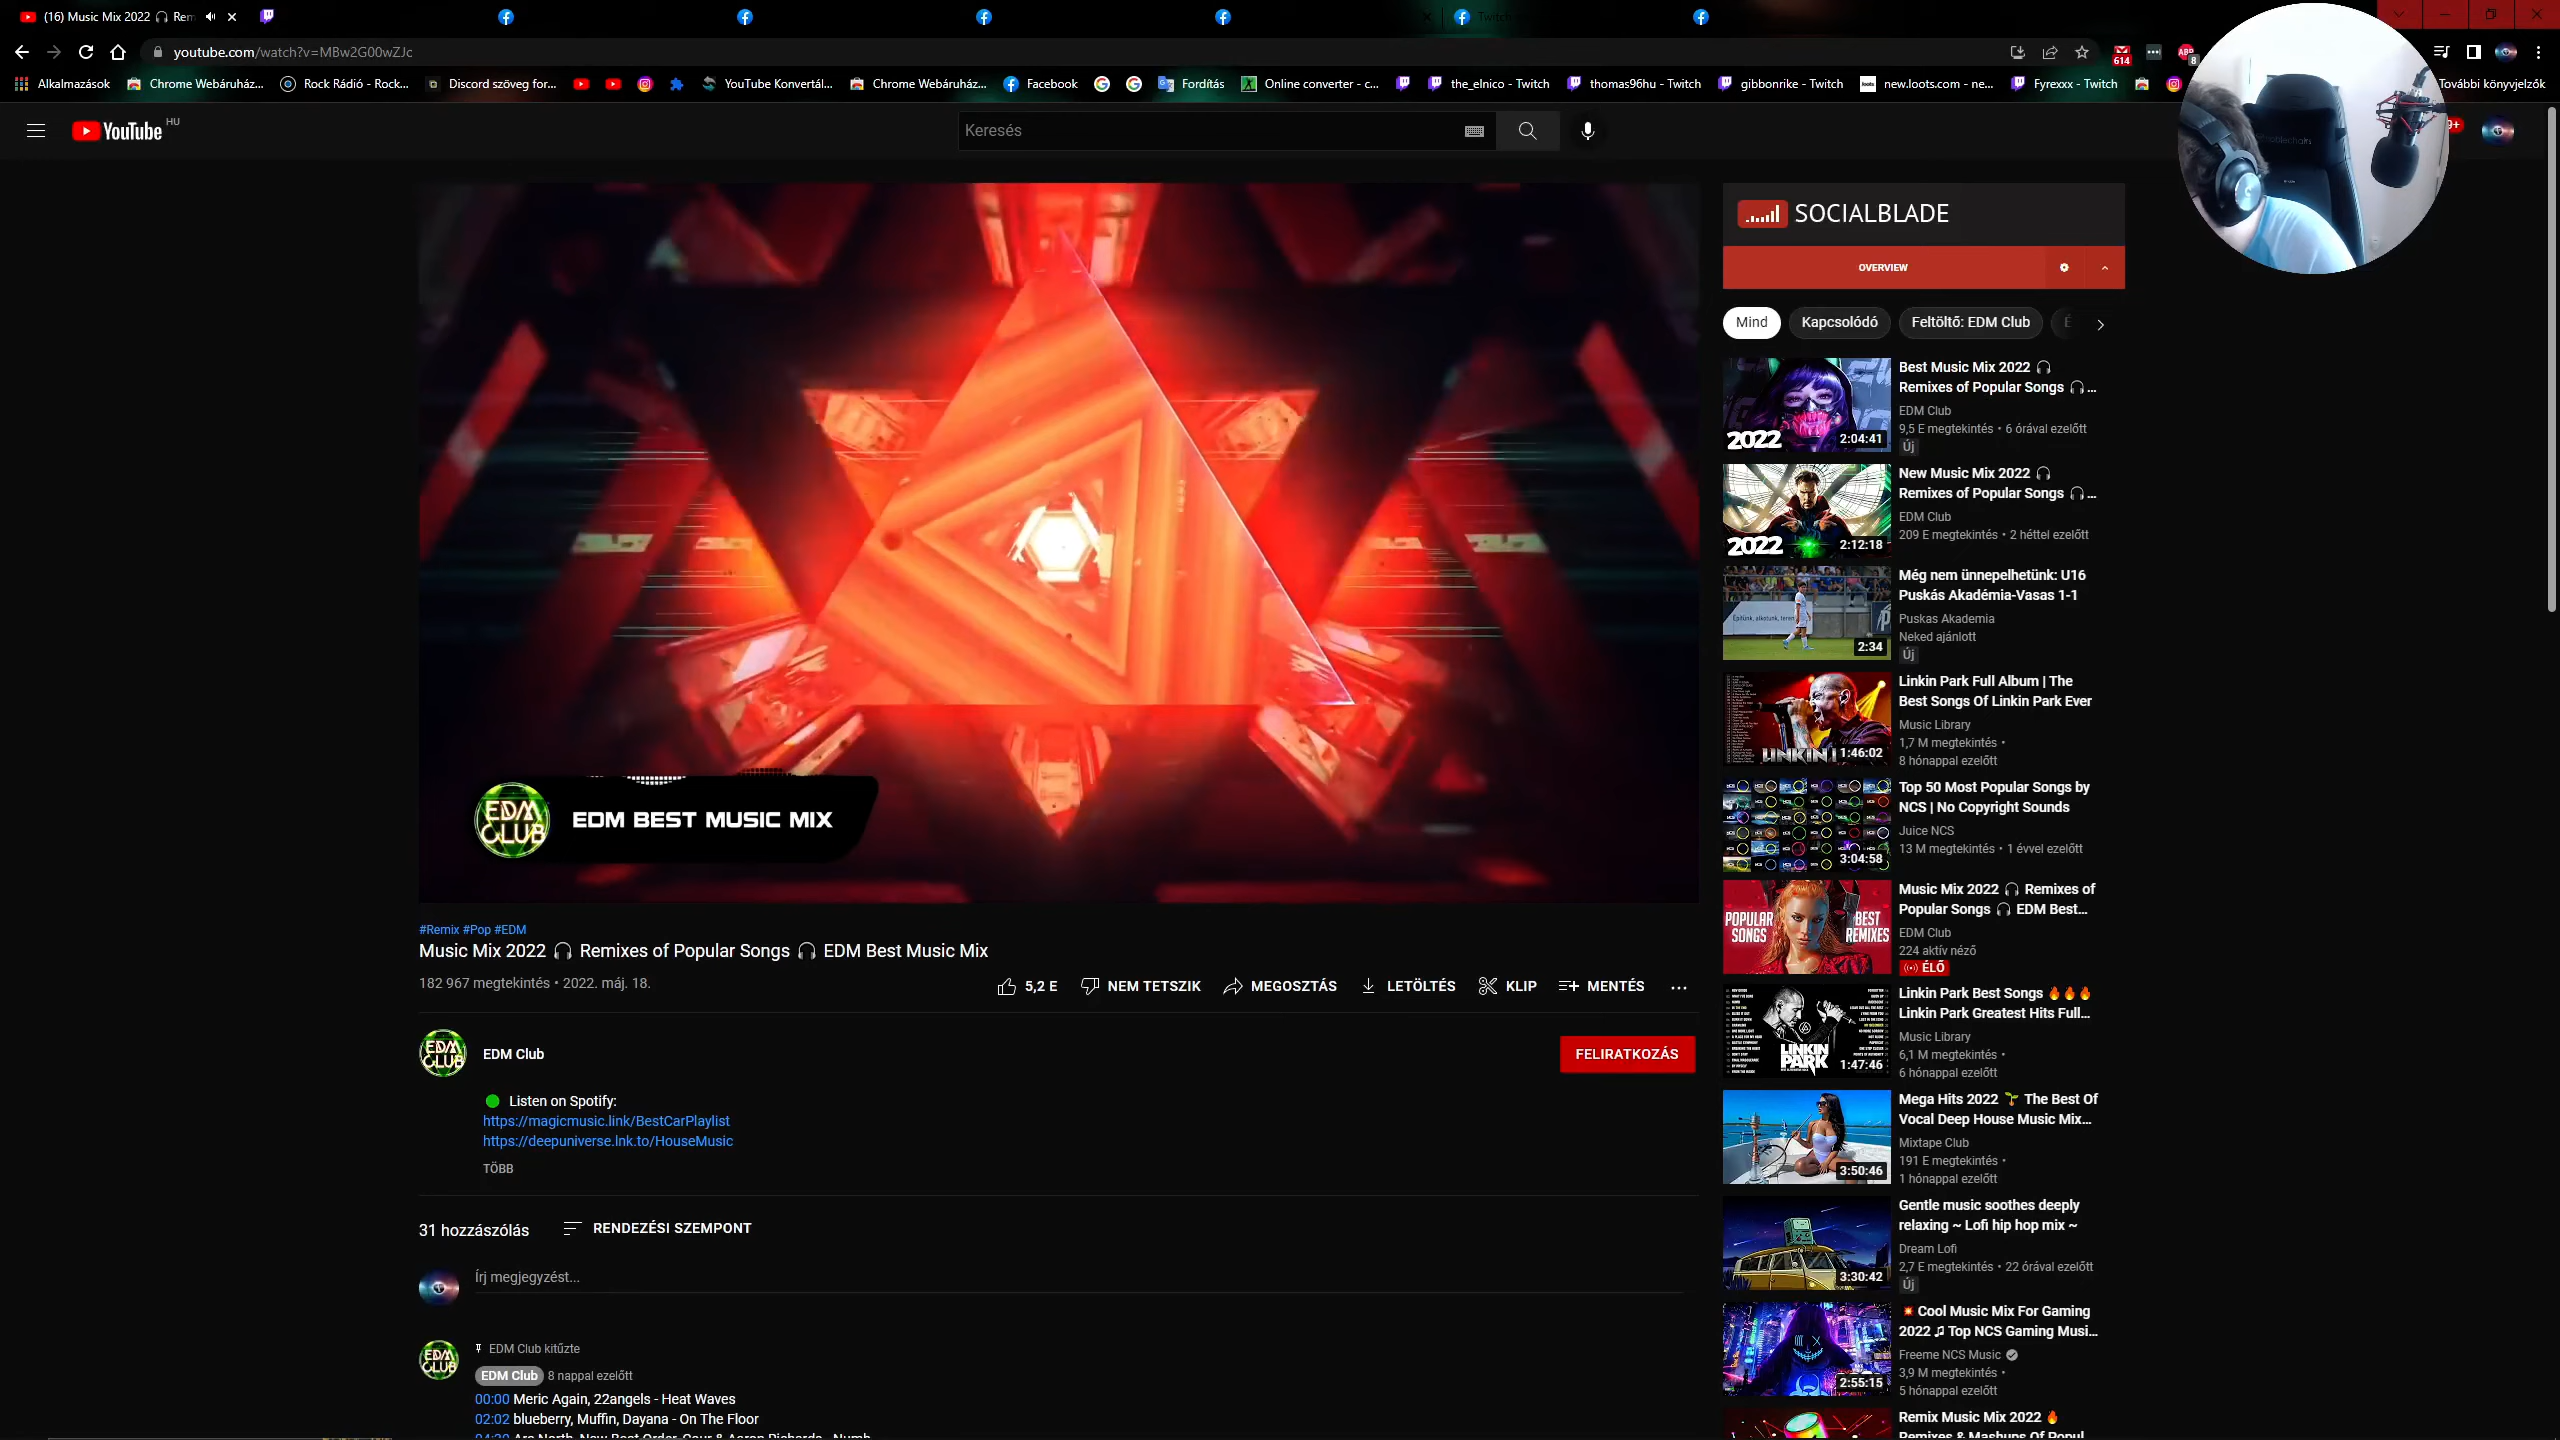 (16) Music Mix 2022 🎧 Rem
youtube.com/watch?v=MBw2G00wZJc
614
ABP
8
Alkalmazások
Chrome Webáruház...
Rock Rádió - Rock...
Discord szöveg for...
YouTube Konvertál...
Chrome Webáruház...
Facebook
Fordítás
Online converter - c...
the_elnico - Twitch
thomas96hu - Twitch
gibbonrike - Twitch
loots
new.loots.com - ne...
Fyrexxx - Twitch
További könyvjelzők
YouTube HU
Keresés
9+
EDM
CLUB
EDM BEST MUSIC MIX
#Remix #Pop #EDM
Music Mix 2022 🎧 Remixes of Popular Songs 🎧 EDM Best Music Mix
182 967 megtekintés • 2022. máj. 18.
5,2 E
NEM TETSZIK
MEGOSZTÁS
LETÖLTÉS
KLIP
MENTÉS
EDM
CLUB
EDM Club
FELIRATKOZÁS
Listen on Spotify:
https://magicmusic.link/BestCarPlaylist
https://deepuniverse.lnk.to/HouseMusic
TÖBB
31 hozzászólás
RENDEZÉSI SZEMPONT
Írj megjegyzést...
EDM
CLUB
EDM Club kitűzte
EDM Club 8 nappal ezelőtt
00:00 Meric Again, 22angels - Heat Waves
02:02 blueberry, Muffin, Dayana - On The Floor
SOCIALBLADE
OVERVIEW
Mind
Kapcsolódó
Feltöltő: EDM Club
2022
2:04:41
Best Music Mix 2022 🎧
Remixes of Popular Songs 🎧...
EDM Club
9,5 E megtekintés • 6 órával ezelőtt
Új
2022
2:12:18
New Music Mix 2022 🎧
Remixes of Popular Songs 🎧...
EDM Club
209 E megtekintés • 2 héttel ezelőtt
2:34
Még nem ünnepelhetünk: U16
Puskás Akadémia-Vasas 1-1
Puskas Akademia
Neked ajánlott
Új
1:46:02
Linkin Park Full Album | The
Best Songs Of Linkin Park Ever
Music Library
1,7 M megtekintés •
8 hónappal ezelőtt
3:04:58
Top 50 Most Popular Songs by
NCS | No Copyright Sounds
Juice NCS
13 M megtekintés • 1 évvel ezelőtt
POPULAR
SONGS
BEST
REMIXES
Music Mix 2022 🎧 Remixes of
Popular Songs 🎧 EDM Best...
EDM Club
224 aktív néző
ÉLŐ
LINKIN
PARK
1:47:46
Linkin Park Best Songs 🔥🔥🔥
Linkin Park Greatest Hits Full...
Music Library
6,1 M megtekintés •
6 hónappal ezelőtt
3:50:46
Mega Hits 2022 🌱 The Best Of
Vocal Deep House Music Mix...
Mixtape Club
191 E megtekintés •
1 hónappal ezelőtt
3:30:42
Gentle music soothes deeply
relaxing ~ Lofi hip hop mix ~
Dream Lofi
2,7 E megtekintés • 22 órával ezelőtt
Új
2:55:15
💥 Cool Music Mix For Gaming
2022 ♫ Top NCS Gaming Musi...
Freeme NCS Music
3,9 M megtekintés •
5 hónappal ezelőtt
Remix Music Mix 2022 🔥
Remixes & Mashups Of Popul